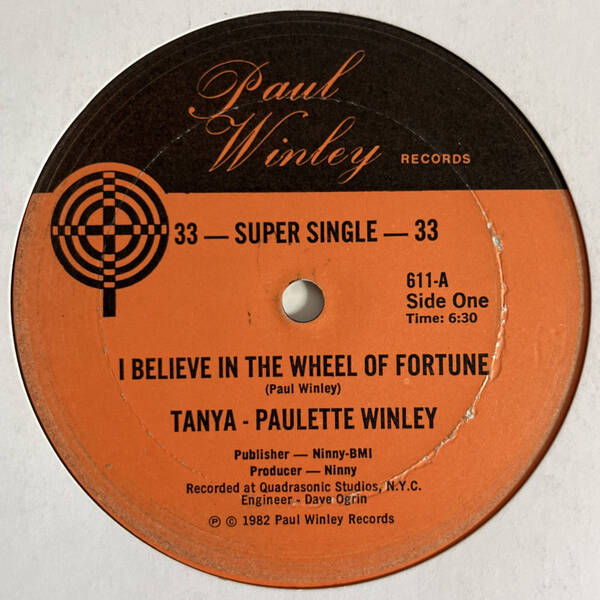 Paul
Winley RECORDS
33 — SUPER SINGLE — 33
611-A
Side One
Time: 6:30
I BELIEVE IN THE WHEEL OF FORTUNE
(Paul Winley)
TANYA - PAULETTE WINLEY
Publisher — Ninny-BMI
Producer — Ninny
Recorded at Quadrasonic Studios, N.Y.C.
Engineer - Dave Ogrin
Ⓟ © 1982 Paul Winley Records